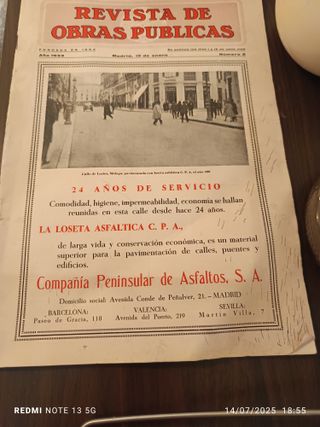 REVISTA DE
OBRAS PUBLICAS
Madrid, 15 de enero
24 AÑOS DE SERVICIO
Comodidad, higiene, impermeabilidad, economía se hallan
reunidas en esta calle desde hace 24 años.
LA LOSETA ASFALTICA C. P. A.,
de larga vida y conservación económica, es un material
superior para la pavimentación de calles, puentes y
edificios.
Compañía Peninsular de Asfaltos, S. A.
Domicilio social: Avenida Conde de Peñalver, 21.—MADRID
BARCELONA: VALENCIA: SEVILLA:
Paseo de Gracia, 118 Avenida del Puerto, 219 Martín Villa, 7
REDMI NOTE 13 5G 14/07/2025 18:55